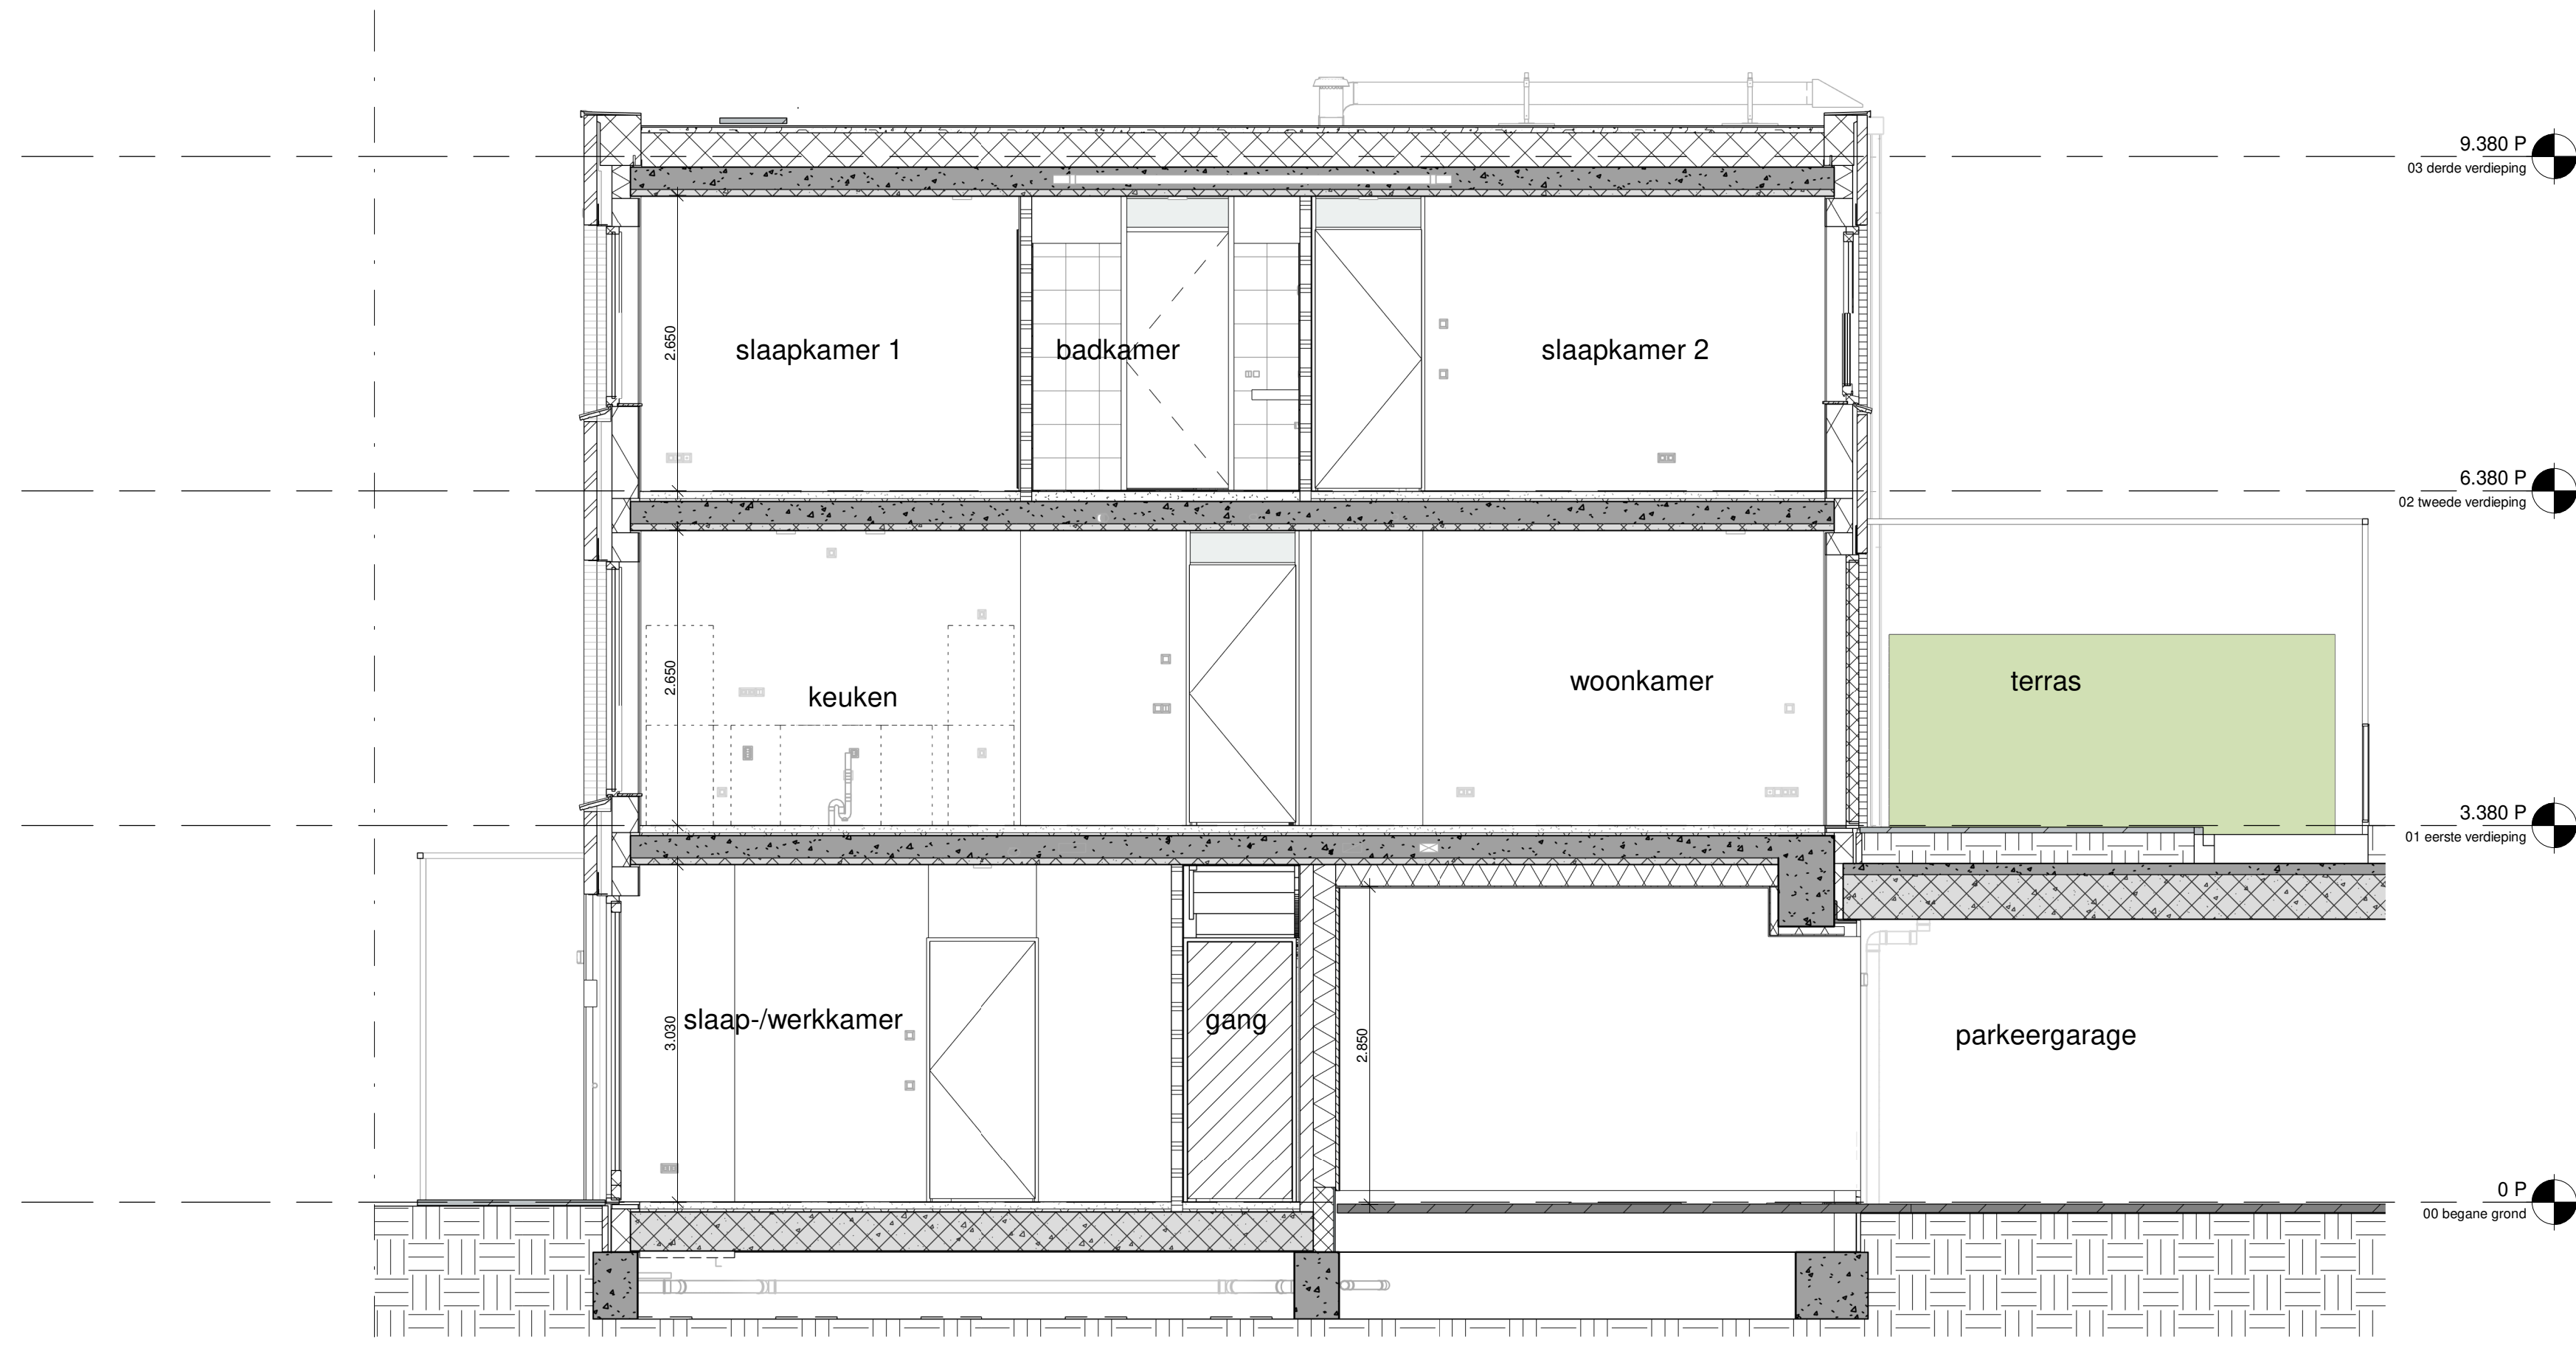 9.380 P
03 derde verdieping
2.650
slaapkamer 1
badkamer
slaapkamer 2
6.380 P
02 tweede verdieping
2.650
keuken
woonkamer
terras
3.380 P
01 eerste verdieping
3.030
slaap-/werkkamer
gang
2.850
parkeergarage
0 P
00 begane grond